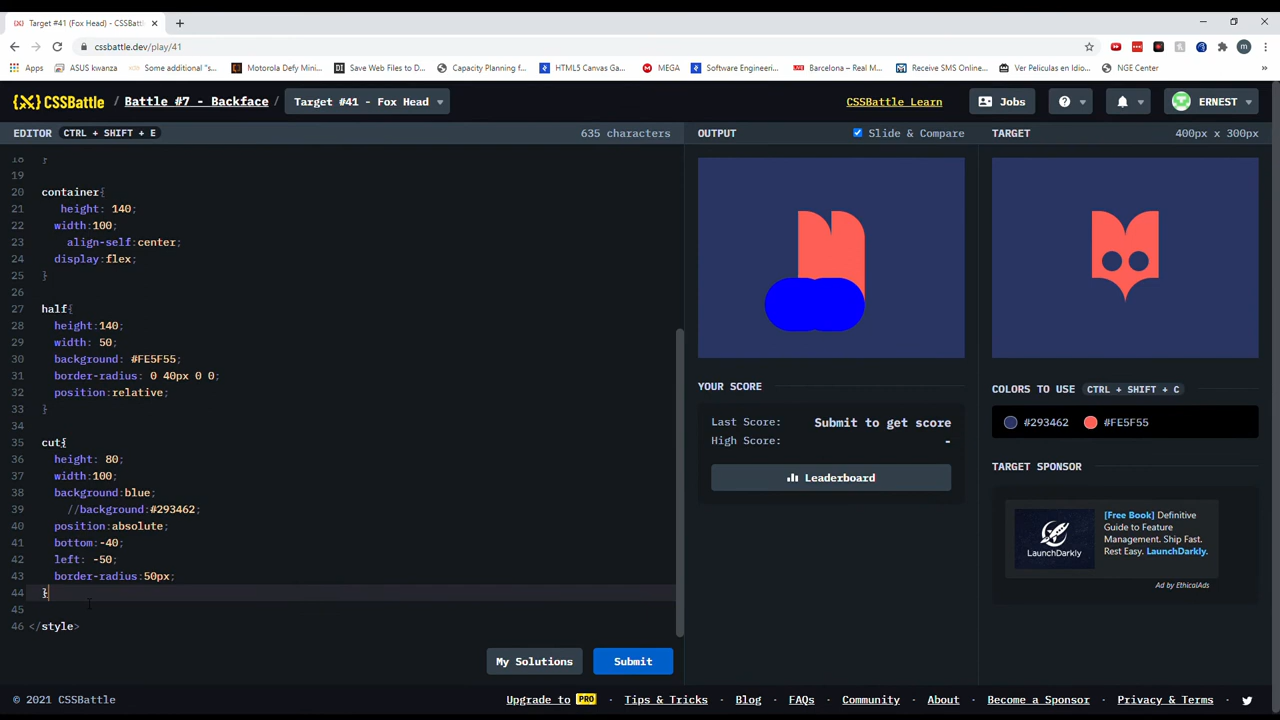 Target #41 (Fox Head) - CSSBatt
cssbattle.dev/play/41
Apps ASUS kwanza Some additional "s... Motorola Defy Mini... Save Web Files to D... Capacity Planning f... HTML5 Canvas Ga... MEGA Software Engineeri... Barcelona – Real M... Receive SMS Online... Ver Peliculas en Idio... NGE Center »
{X} CSSBattle / Battle #7 - Backface / Target #41 - Fox Head CSSBattle Learn Jobs ERNEST
EDITOR CTRL + SHIFT + E 635 characters OUTPUT Slide & Compare TARGET 400px x 300px
18 }
19
20 container{
21 height: 140;
22 width:100;
23 align-self:center;
24 display:flex;
25 }
26
27 half{
28 height:140;
29 width: 50;
30 background: #FE5F55;
31 border-radius: 0 40px 0 0;
32 position:relative;
33 }
34
35 cut{
36 height: 80;
37 width:100;
38 background:blue;
39 //background:#293462;
40 position:absolute;
41 bottom:-40;
42 left: -50;
43 border-radius:50px;
44 }
45
46 </style>
YOUR SCORE
Last Score: Submit to get score
High Score: -
Leaderboard
COLORS TO USE CTRL + SHIFT + C
#293462 #FE5F55
TARGET SPONSOR
LaunchDarkly
[Free Book] Definitive
Guide to Feature
Management. Ship Fast.
Rest Easy. LaunchDarkly.
Ad by EthicalAds
My Solutions Submit
© 2021 CSSBattle Upgrade to PRO Tips & Tricks Blog FAQs Community About Become a Sponsor Privacy & Terms